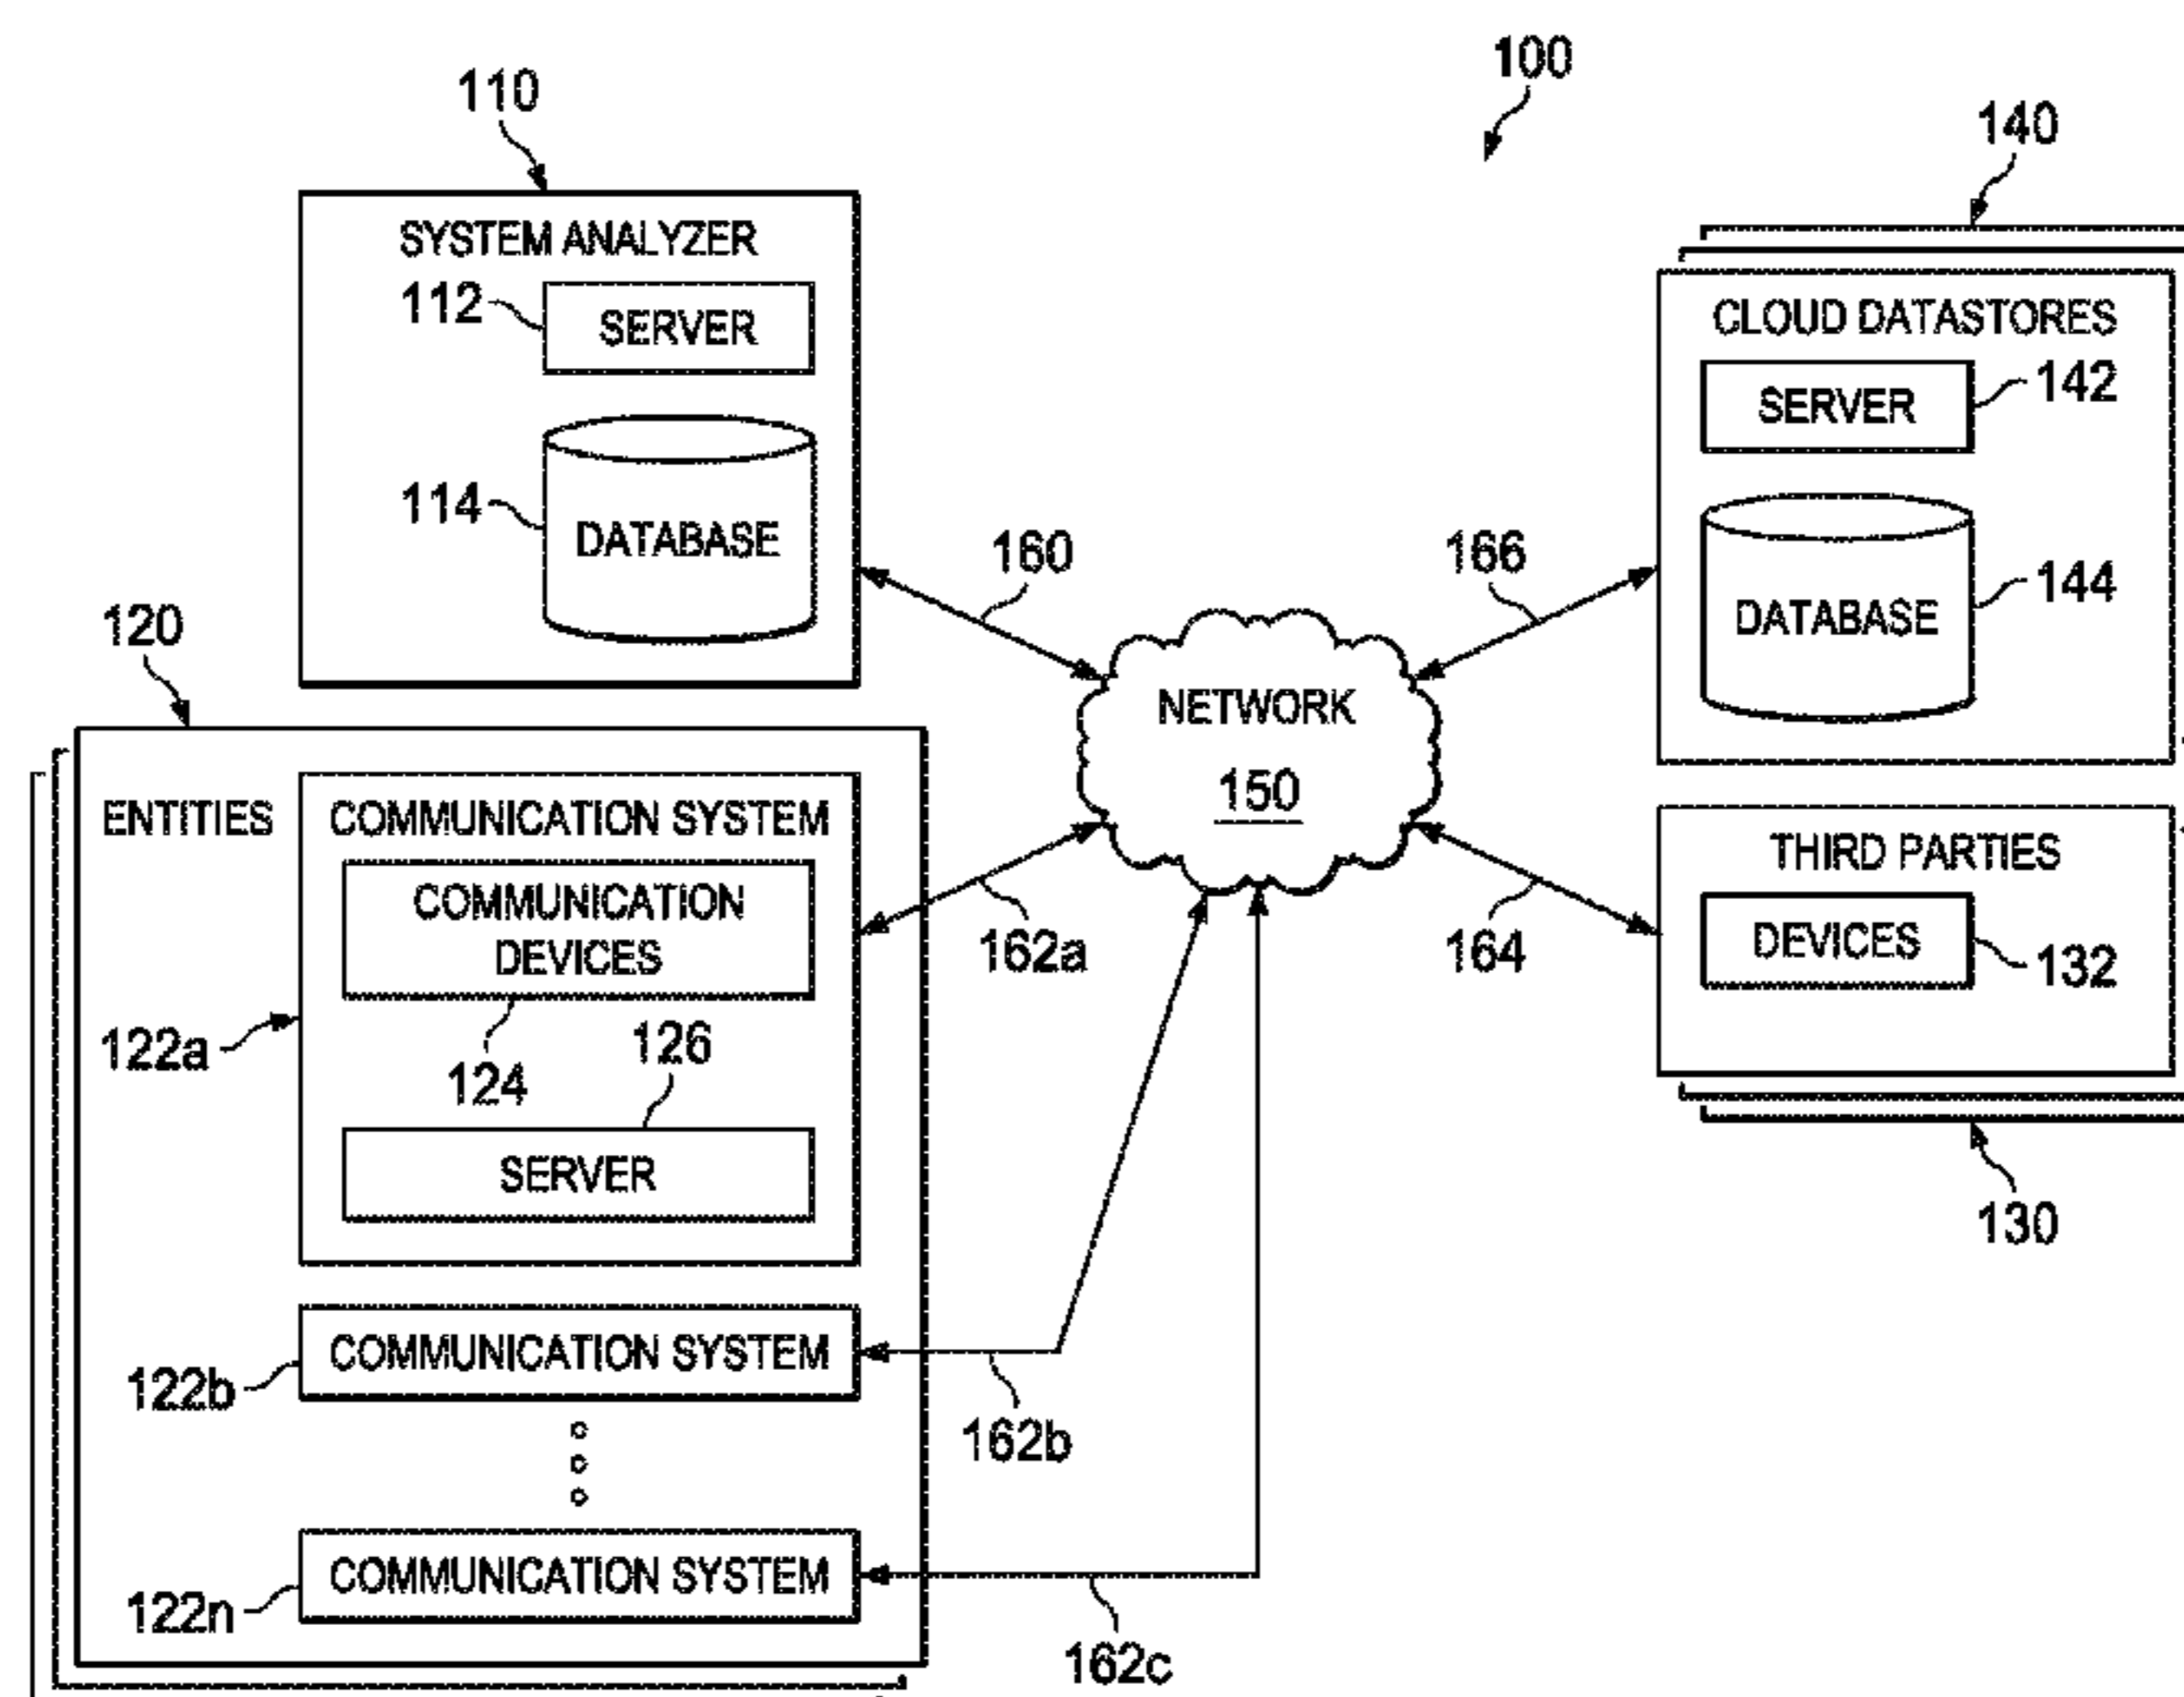 100
110
SYSTEM ANALYZER
112
SERVER
114
DATABASE
140
CLOUD DATASTORES
SERVER
142
DATABASE
144
160
166
NETWORK
150
120
ENTITIES
COMMUNICATION SYSTEM
COMMUNICATION
DEVICES
122a
124
126
SERVER
162a
164
THIRD PARTIES
DEVICES
132
130
COMMUNICATION SYSTEM
122b
162b
COMMUNICATION SYSTEM
122n
162c